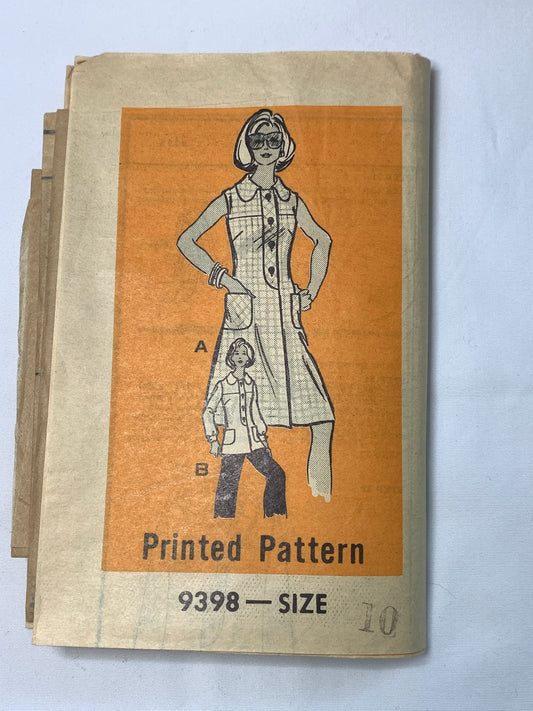 A
B
Printed Pattern
9398 — SIZE 10